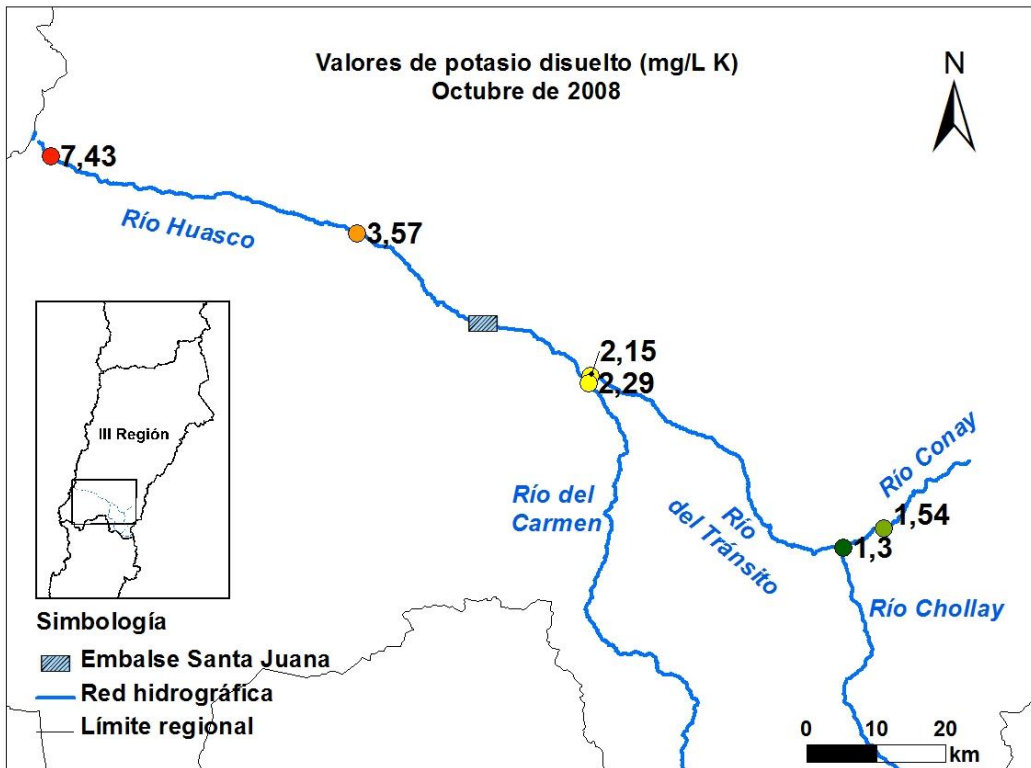 Valores de potasio disuelto (mg/L K)
Octubre de 2008
N
7,43
Río Huasco
3,57
2,15
2,29
III Región
Río del
Carmen
Río
del Tránsito
Río Conay
1,54
1,3
Río Chollay
Simbología
Embalse Santa Juana
Red hidrográfica
Límite regional
0 10 20
km